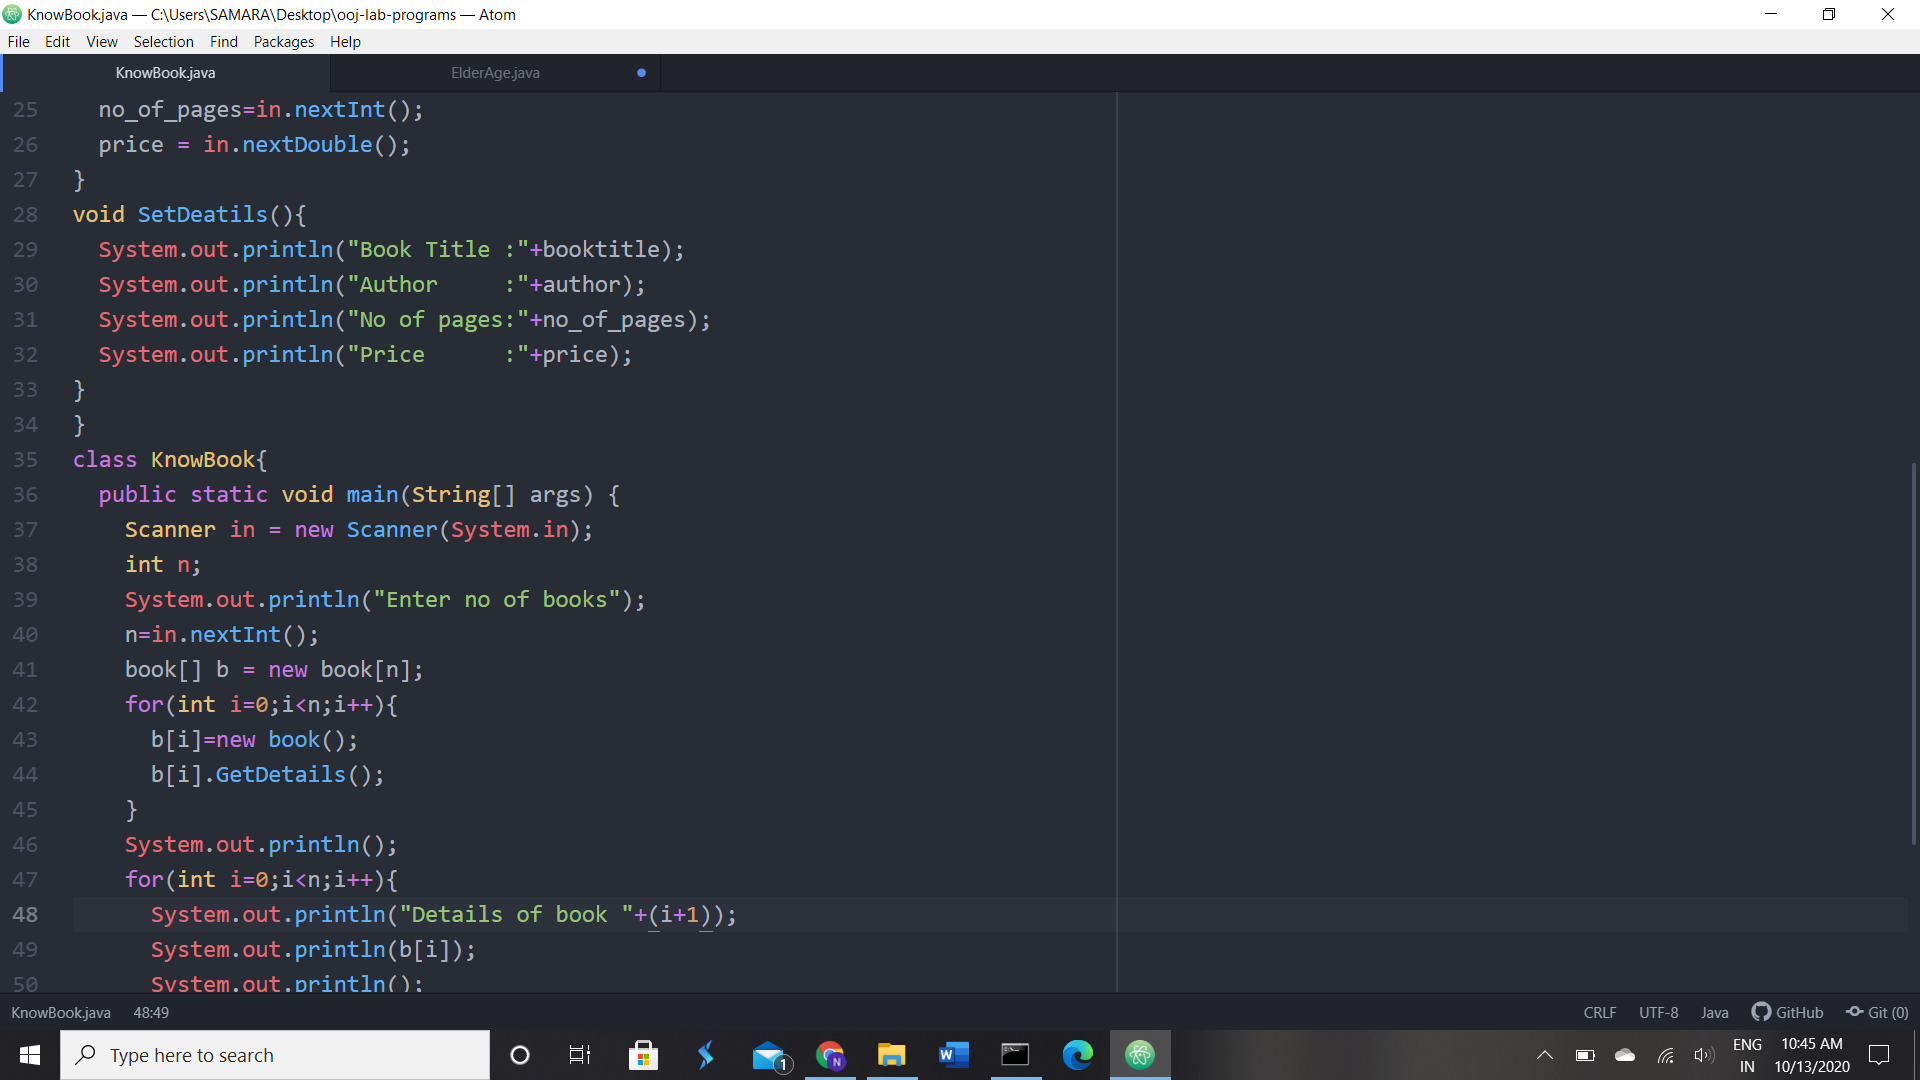 KnowBook.java — C:\Users\SAMARA\Desktop\ooj-lab-programs — Atom
File Edit View Selection Find Packages Help
KnowBook.java ElderAge.java
25 no_of_pages=in.nextInt();
26 price = in.nextDouble();
27 }
28 void SetDeatils(){
29 System.out.println("Book Title :"+booktitle);
30 System.out.println("Author     :"+author);
31 System.out.println("No of pages:"+no_of_pages);
32 System.out.println("Price      :"+price);
33 }
34 }
35 class KnowBook{
36 public static void main(String[] args) {
37 Scanner in = new Scanner(System.in);
38 int n;
39 System.out.println("Enter no of books");
40 n=in.nextInt();
41 book[] b = new book[n];
42 for(int i=0;i<n;i++){
43 b[i]=new book();
44 b[i].GetDetails();
45 }
46 System.out.println();
47 for(int i=0;i<n;i++){
48 System.out.println("Details of book "+(i+1));
49 System.out.println(b[i]);
50 System.out.println();
KnowBook.java 48:49 CRLF UTF-8 Java GitHub Git (0)
Type here to search 1 N W ENG 10:45 AM
IN 10/13/2020